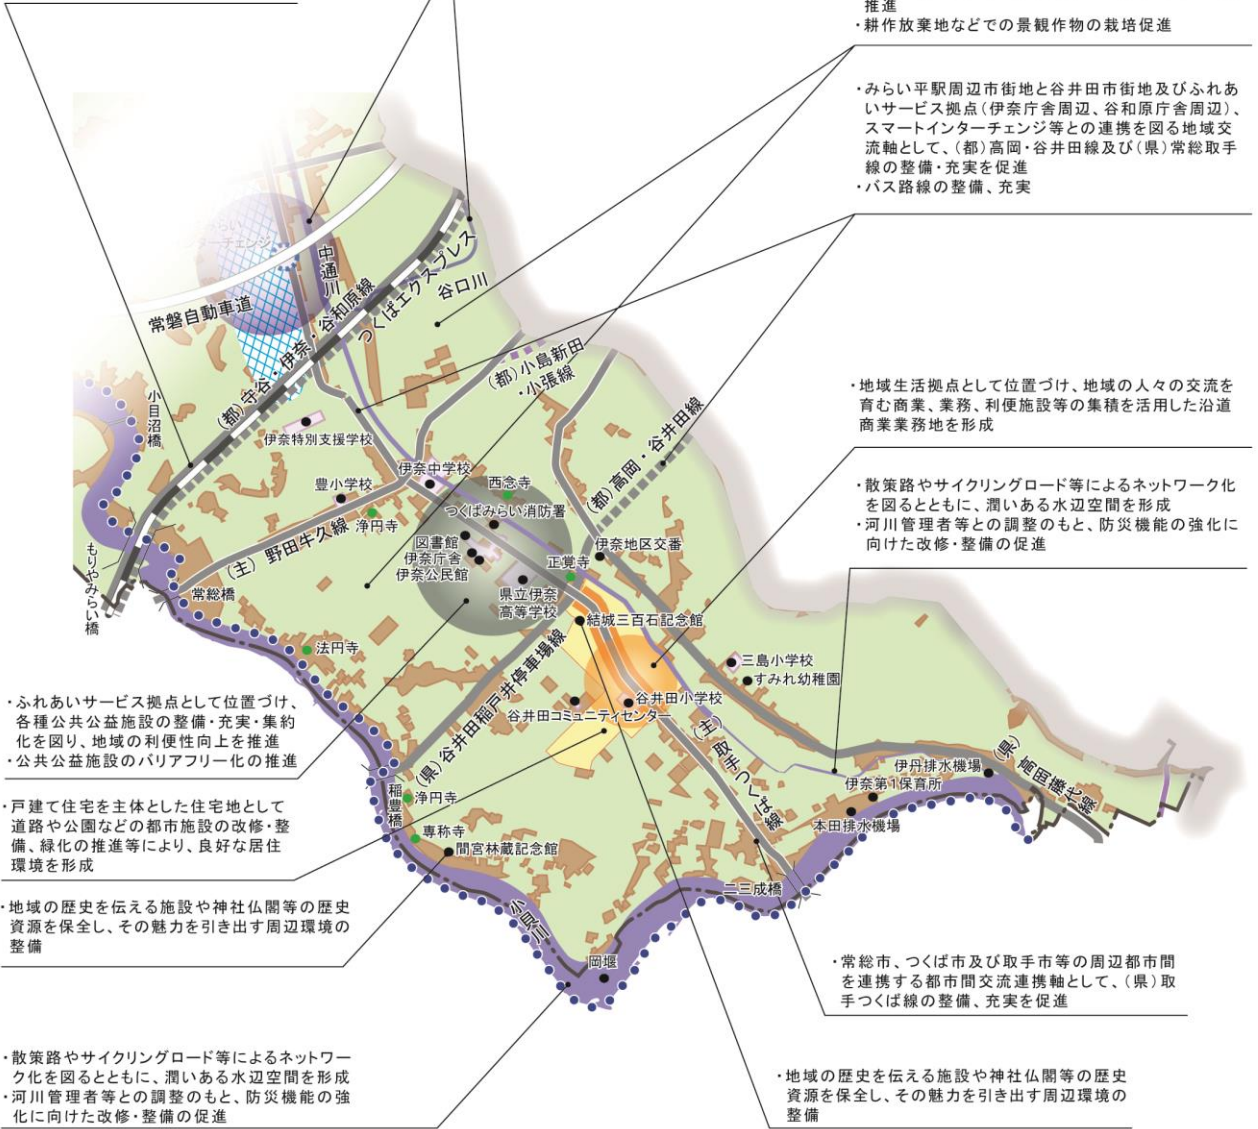 推進
・耕作放棄地などでの景観作物の栽培促進
・みらい平駅周辺市街地と谷井田市街地及びふれあ
いサービス拠点(伊奈庁舎周辺、谷和原庁舎周辺)、
スマートインターチェンジ等との連携を図る地域交
流軸として、(都)高岡・谷井田線及び(県)常総取手
線の整備・充実を促進
・バス路線の整備、充実
中通川
常磐自動車道
(都)守谷・伊奈・谷和原線
つくばエクスプレス
谷口川
(都)小島新田
・小張線
小目沼橋
伊奈特別支援学校
(都)高岡・谷井田線
・地域生活拠点として位置づけ、地域の人々の交流を
育む商業、業務、利便施設等の集積を活用した沿道
商業業務地を形成
伊奈中学校
豊小学校
西念寺
浄円寺
つくばみらい消防署
(主)野田牛久線
図書館
伊奈庁舎
伊奈公民館
伊奈地区交番
正覚寺
県立伊奈
高等学校
・散策路やサイクリングロード等によるネットワーク化
を図るとともに、潤いある水辺空間を形成
・河川管理者等との調整のもと、防災機能の強化に
向けた改修・整備の促進
もりやみらい橋
常総橋
結城三百石記念館
法円寺
三島小学校
すみれ幼稚園
(県)谷井田稲戸井停車場線
谷井田小学校
谷井田コミュニティセンター
・ふれあいサービス拠点として位置づけ、
各種公共公益施設の整備・充実・集約
化を図り、地域の利便性向上を推進
・公共公益施設のバリアフリー化の推進
(主)取手つくば線
伊丹排水機場
(県)高岡藤代線
伊奈第1保育所
本田排水機場
・戸建て住宅を主体とした住宅地として
道路や公園などの都市施設の改修・整
備、緑化の推進等により、良好な居住
環境を形成
稲豊橋
浄円寺
専称寺
間宮林蔵記念館
二三成橋
・地域の歴史を伝える施設や神社仏閣等の歴史
資源を保全し、その魅力を引き出す周辺環境の
整備
小貝川
岡堰
・常総市、つくば市及び取手市等の周辺都市間
を連携する都市間交流連携軸として、(県)取
手つくば線の整備、充実を促進
・散策路やサイクリングロード等によるネットワー
ク化を図るとともに、潤いある水辺空間を形成
・河川管理者等との調整のもと、防災機能の強
化に向けた改修・整備の促進
・地域の歴史を伝える施設や神社仏閣等の歴史
資源を保全し、その魅力を引き出す周辺環境の
整備